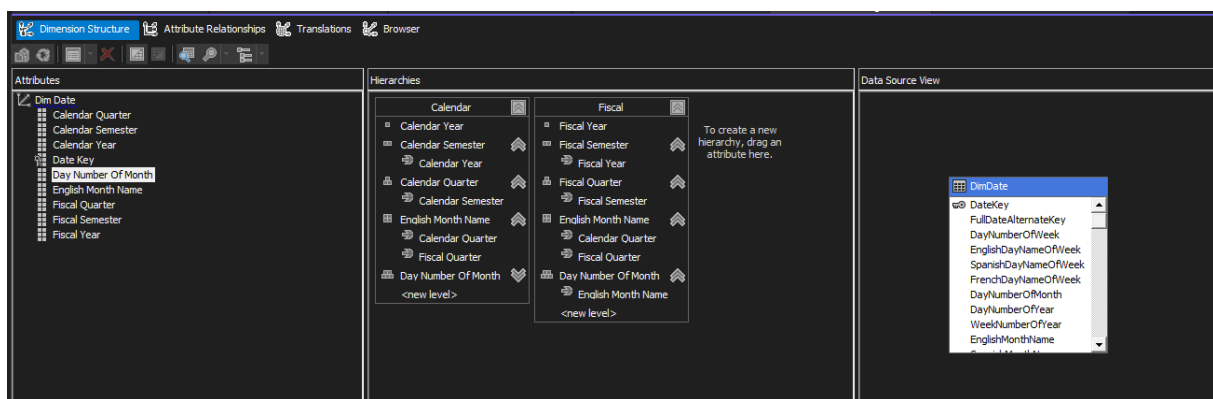 Dimension Structure Attribute Relationships Translations Browser
Attributes
Dim Date
Calendar Quarter
Calendar Semester
Calendar Year
Date Key
Day Number Of Month
English Month Name
Fiscal Quarter
Fiscal Semester
Fiscal Year
Hierarchies
Calendar
Calendar Year
Calendar Semester
Calendar Year
Calendar Quarter
Calendar Semester
English Month Name
Calendar Quarter
Fiscal Quarter
Day Number Of Month
<new level>
Fiscal
Fiscal Year
Fiscal Semester
Fiscal Year
Fiscal Quarter
Fiscal Semester
English Month Name
Calendar Quarter
Fiscal Quarter
Day Number Of Month
English Month Name
<new level>
To create a new
hierarchy, drag an
attribute here.
Data Source View
DimDate
DateKey
FullDateAlternateKey
DayNumberOfWeek
EnglishDayNameOfWeek
SpanishDayNameOfWeek
FrenchDayNameOfWeek
DayNumberOfMonth
DayNumberOfYear
WeekNumberOfYear
EnglishMonthName